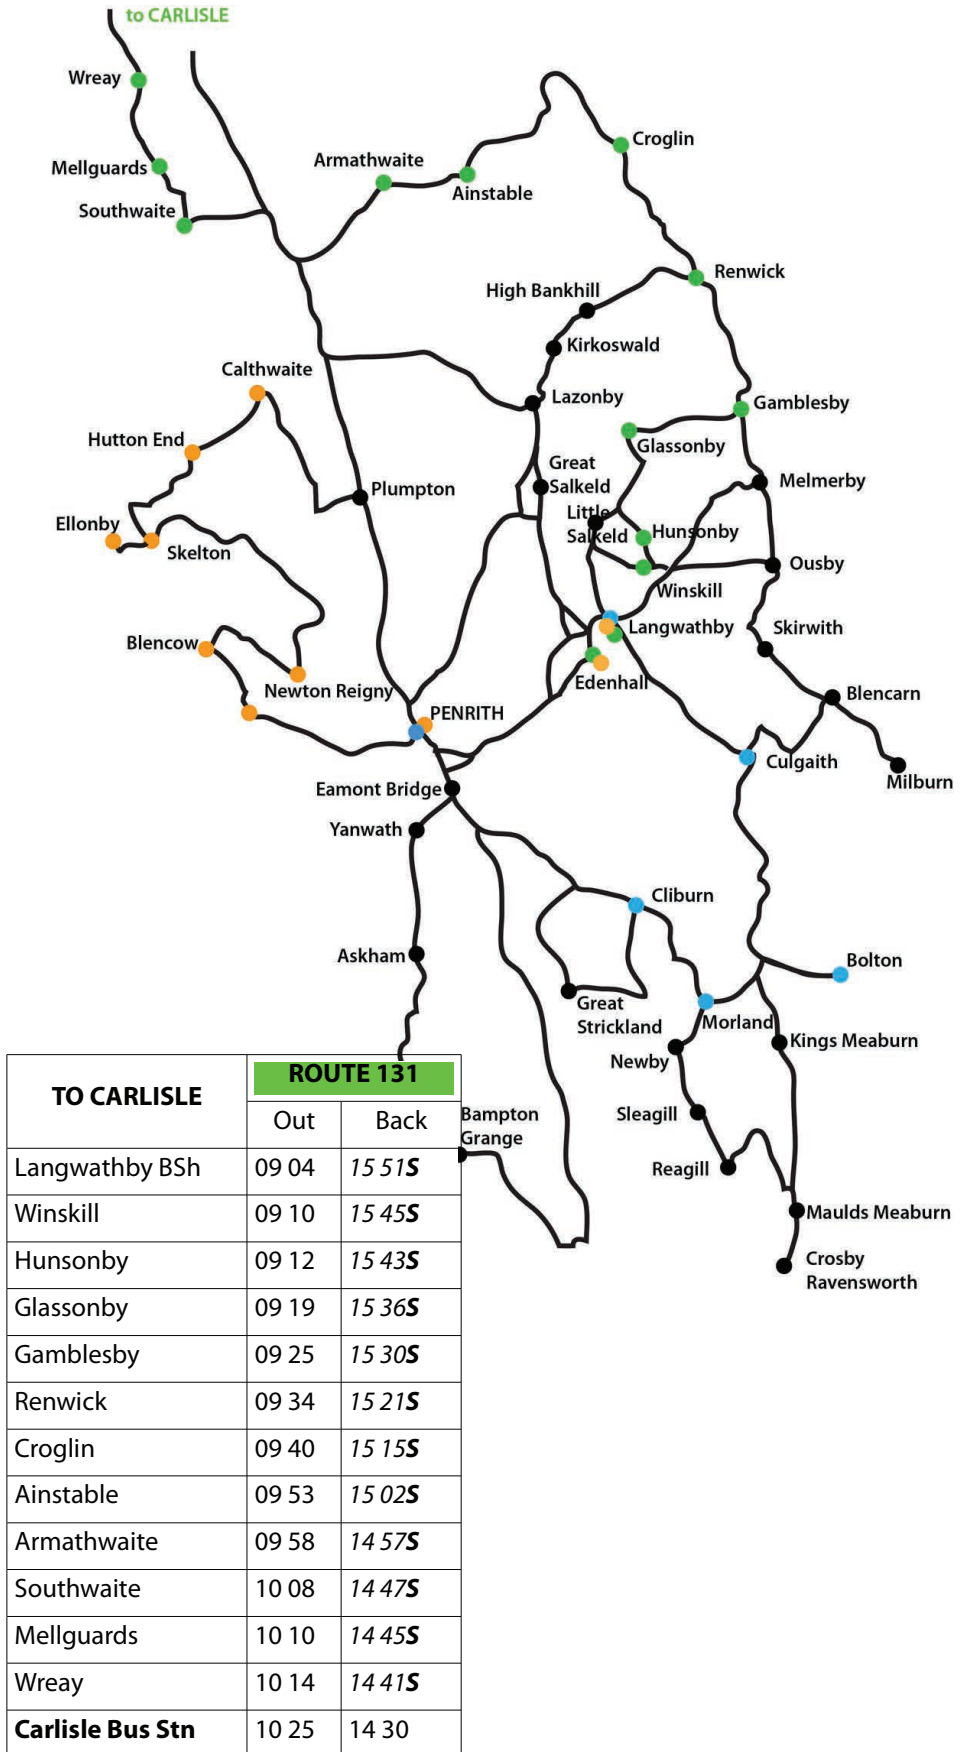 to CARLISLE
Wreay
Mellguards
Southwaite
Armathwaite
Ainstable
Croglin
Renwick
High Bankhill
Kirkoswald
Calthwaite
Lazonby
Gamblesby
Hutton End
Glassonby
Great
Salkeld
Melmerby
Plumpton
Little
Salkeld
Hunsonby
Ellonby
Skelton
Ousby
Winskill
Langwathby
Skirwith
Blencow
Edenhall
Newton Reigny
Blencarn
PENRITH
Culgaith
Milburn
Eamont Bridge
Yanwath
Cliburn
Askham
Bolton
Great
Strickland
Morland
Newby
Kings Meaburn
Bampton
Grange
Sleagill
Reagill
Maulds Meaburn
Crosby
Ravensworth
TO CARLISLE
ROUTE 131
Out Back
Langwathby BSh 09 04 15 51S
Winskill 09 10 15 45S
Hunsonby 09 12 15 43S
Glassonby 09 19 15 36S
Gamblesby 09 25 15 30S
Renwick 09 34 15 21S
Croglin 09 40 15 15S
Ainstable 09 53 15 02S
Armathwaite 09 58 14 57S
Southwaite 10 08 14 47S
Mellguards 10 10 14 45S
Wreay 10 14 14 41S
Carlisle Bus Stn 10 25 14 30